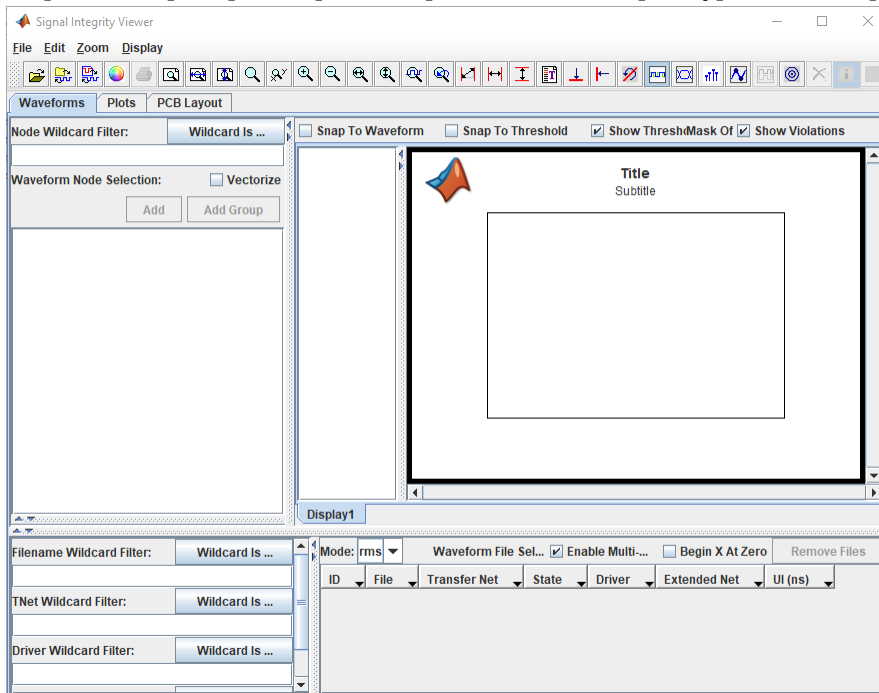 Signal Integrity Viewer
File Edit Zoom Display
Waveforms Plots PCB Layout
Node Wildcard Filter: Wildcard Is ...
Snap To Waveform Snap To Threshold Show Thresh Mask Of Show Violations
Waveform Node Selection: Vectorize
Add Add Group
Title
Subtitle
Display1
Filename Wildcard Filter: Wildcard Is ...
Mode: rms Waveform File Sel... Enable Multi-... Begin X At Zero Remove Files
ID File Transfer Net State Driver Extended Net UI (ns)
TNet Wildcard Filter: Wildcard Is ...
Driver Wildcard Filter: Wildcard Is ...